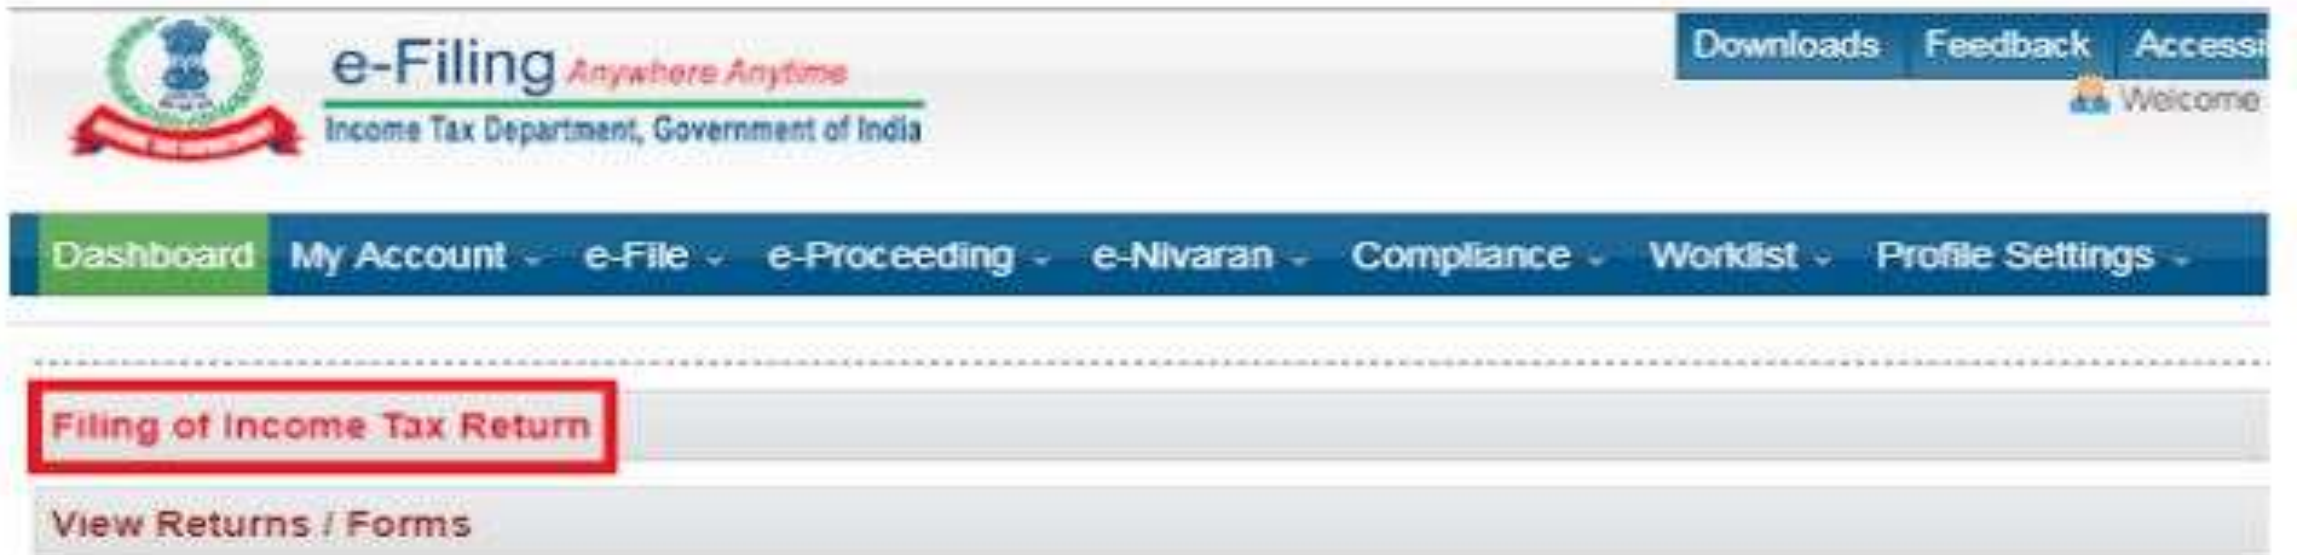 e-Filing Anywhere Anytime
Income Tax Department, Government of India
Downloads Feedback Accessi
Welcome
Dashboard My Account e-File e-Proceeding e-Nivaran Compliance Worklist Profile Settings
Filing of Income Tax Return
View Returns / Forms